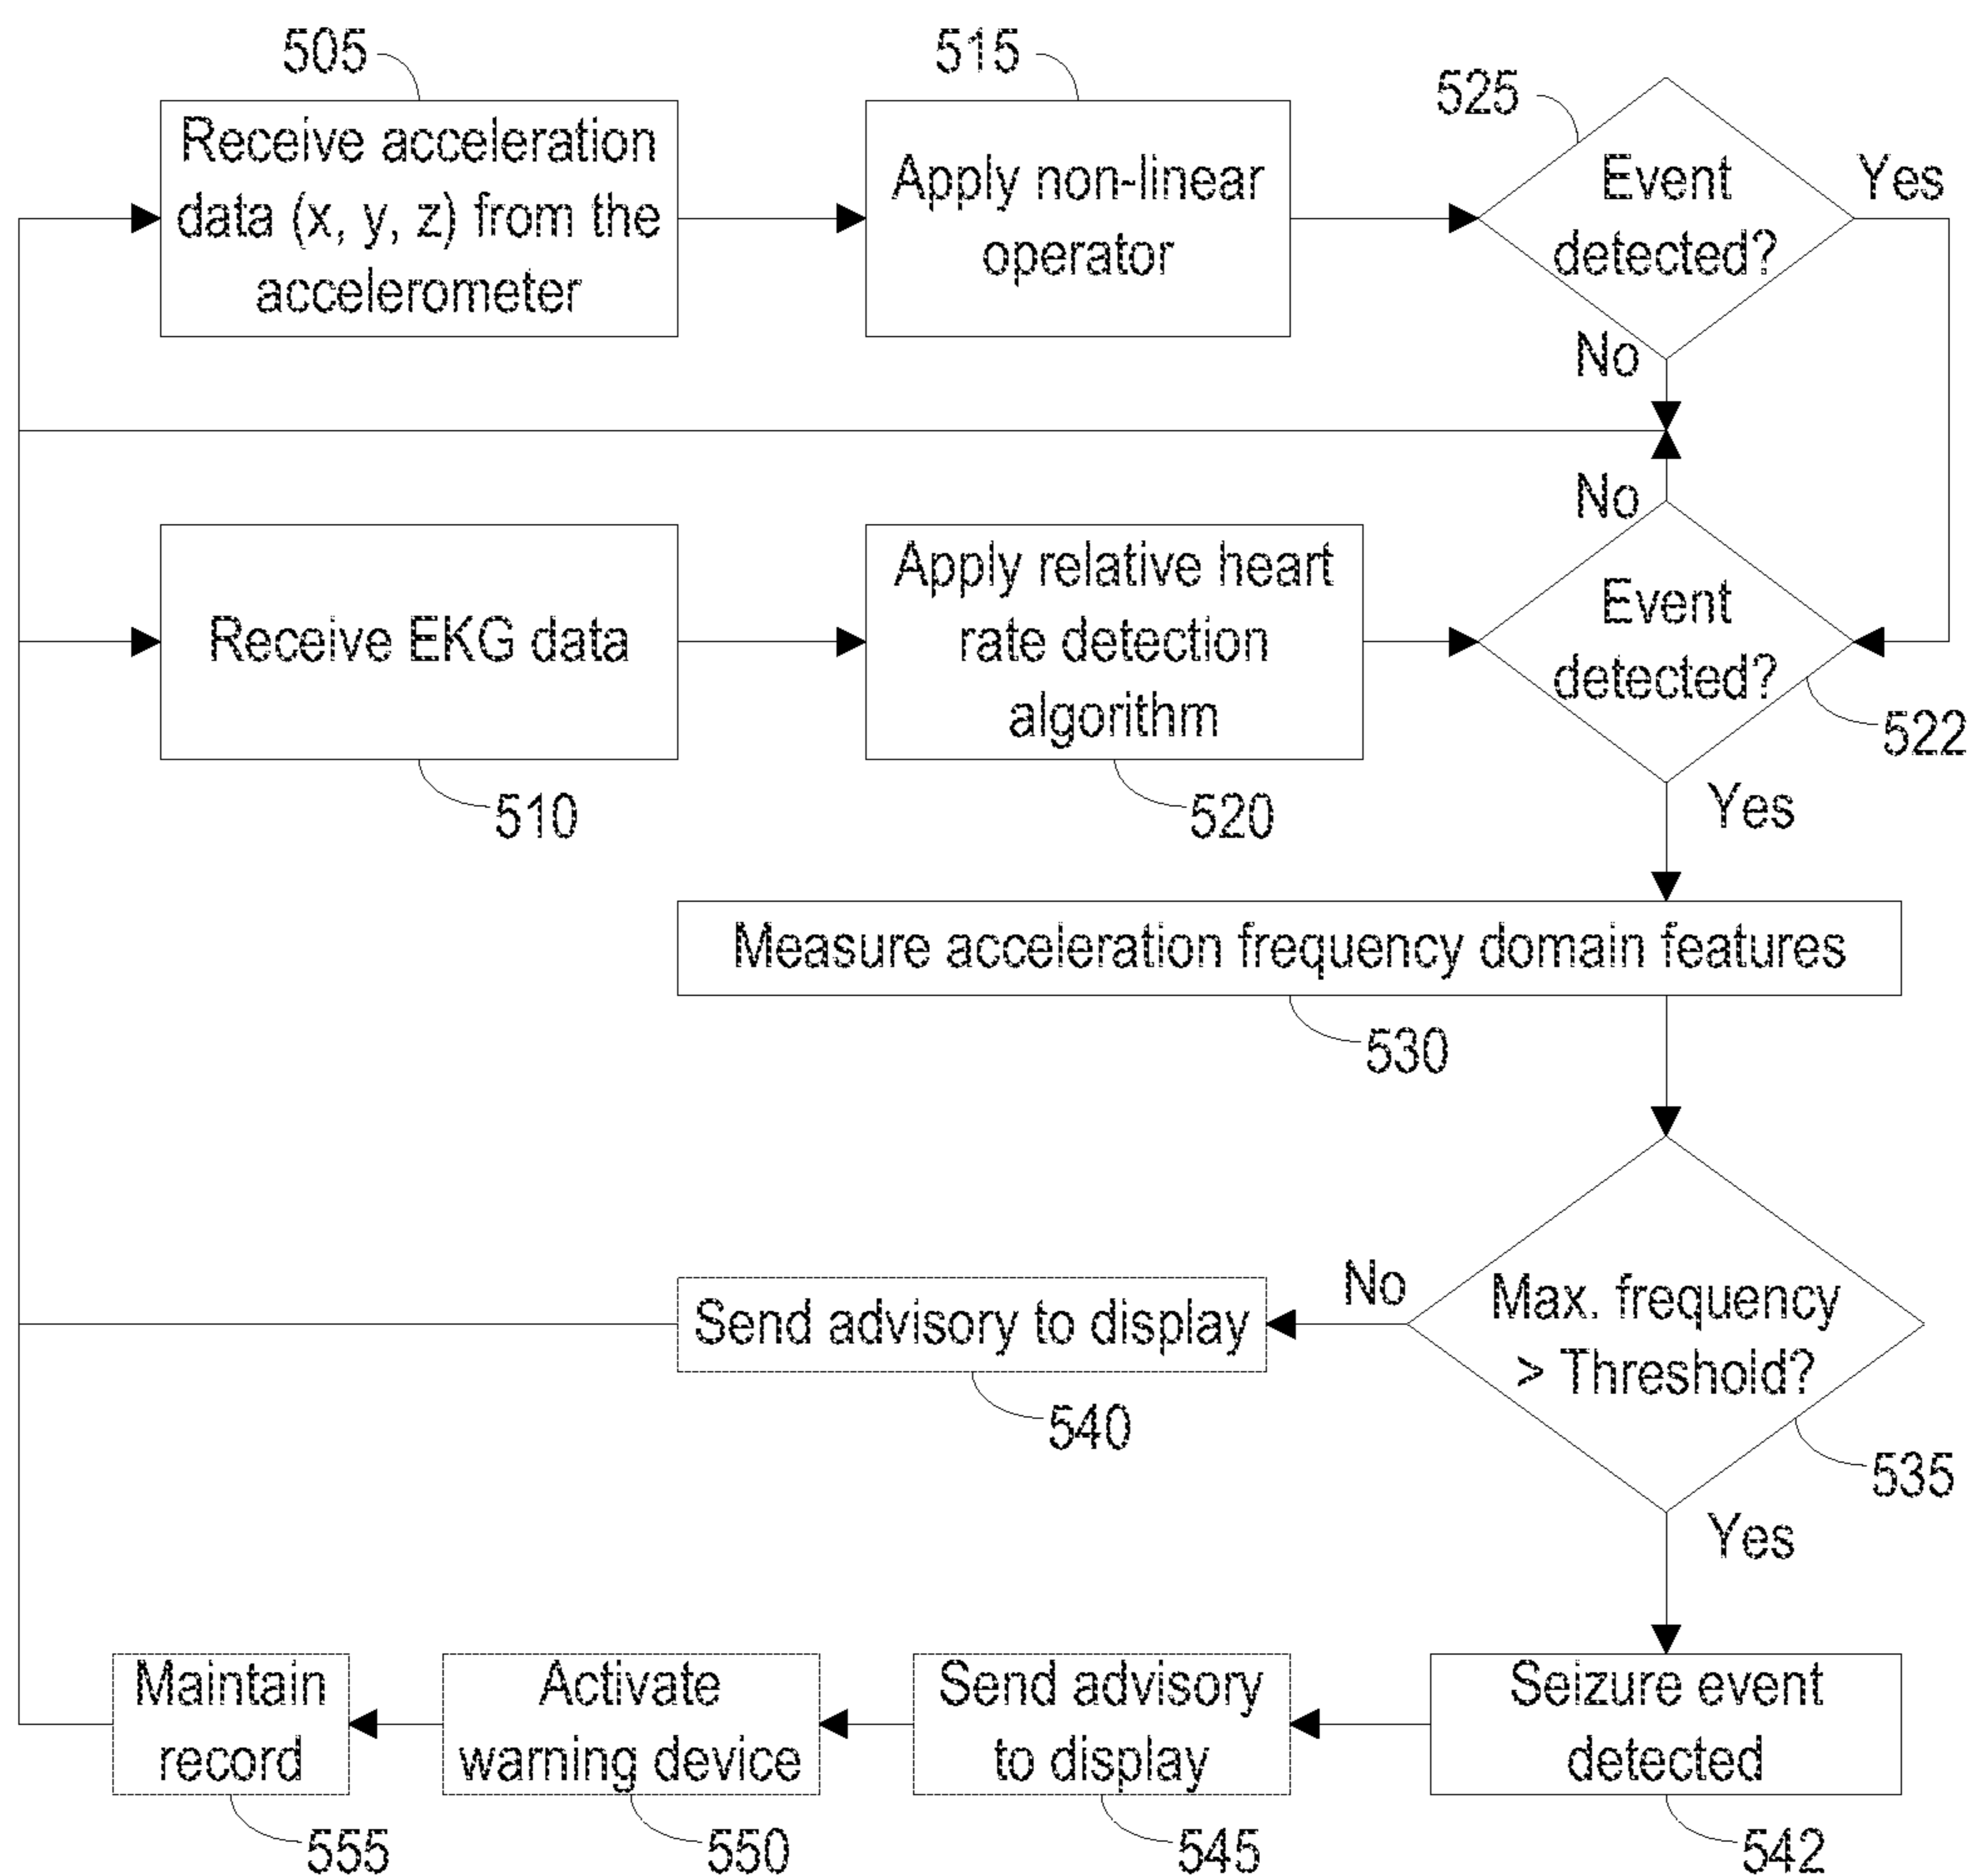 505
Receive acceleration
data (x, y, z) from the
accelerometer
515
Apply non-linear
operator
525
Event
detected?
Yes
No
Receive EKG data
510
Apply relative heart
rate detection
algorithm
520
No
Event
detected?
522
Yes
Measure acceleration frequency domain features
530
Max. frequency
> Threshold?
535
No
Send advisory to display
540
Yes
Seizure event
detected
542
Send advisory
to display
545
Activate
warning device
550
Maintain
record
555